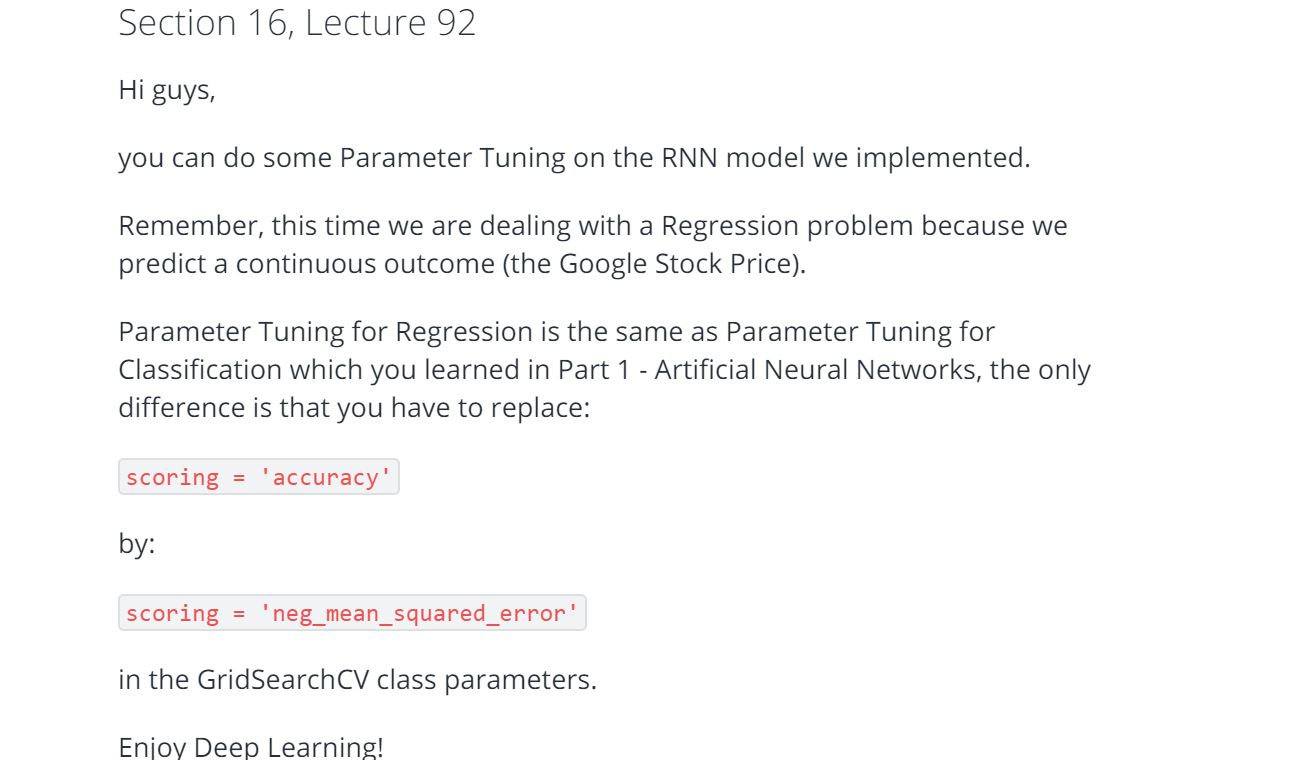 Section 16, Lecture 92
Hi guys,
you can do some Parameter Tuning on the RNN model we implemented.
Remember, this time we are dealing with a Regression problem because we
predict a continuous outcome (the Google Stock Price).
Parameter Tuning for Regression is the same as Parameter Tuning for
Classification which you learned in Part 1 - Artificial Neural Networks, the only
difference is that you have to replace:
scoring = 'accuracy'
by:
scoring = 'neg_mean_squared_error'
in the GridSearchCV class parameters.
Enjoy Deep Learning!